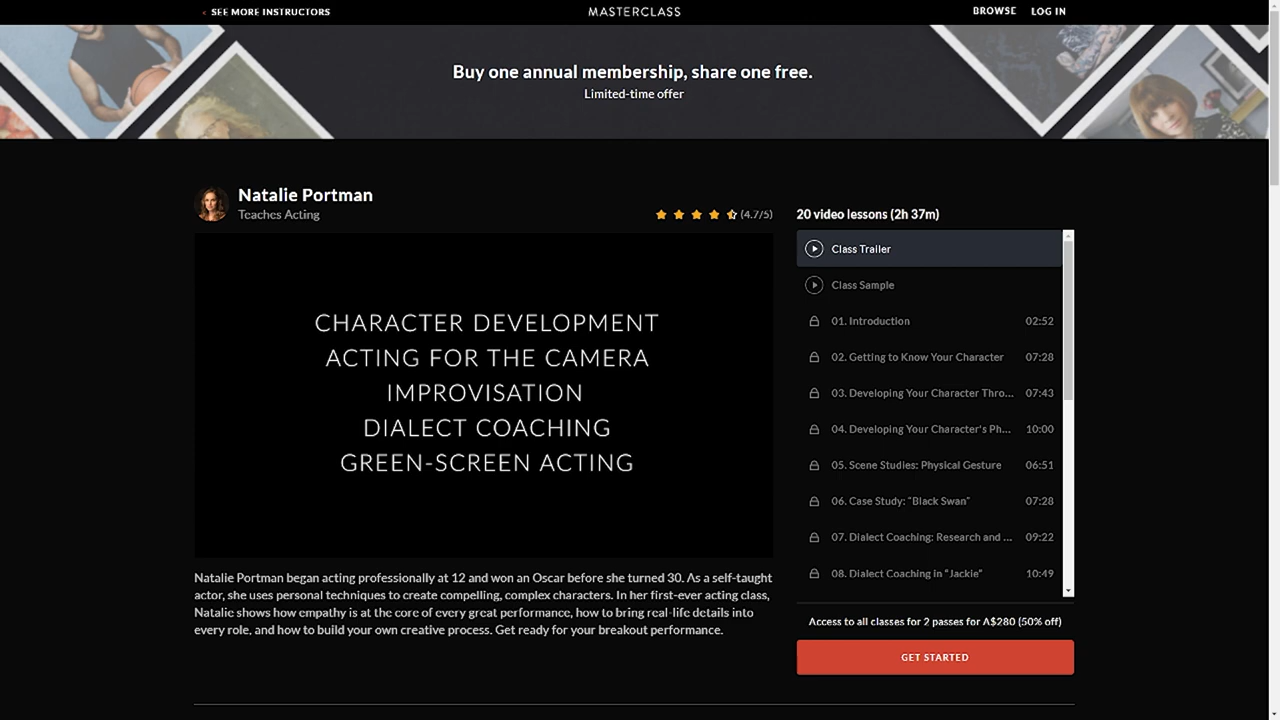 < SEE MORE INSTRUCTORS
MASTERCLASS
BROWSE LOG IN
Buy one annual membership, share one free.
Limited-time offer
Natalie Portman
Teaches Acting
(4.7/5)
CHARACTER DEVELOPMENT
ACTING FOR THE CAMERA
IMPROVISATION
DIALECT COACHING
GREEN-SCREEN ACTING
Natalie Portman began acting professionally at 12 and won an Oscar before she turned 30. As a self-taught
actor, she uses personal techniques to create compelling, complex characters. In her first-ever acting class,
Natalie shows how empathy is at the core of every great performance, how to bring real-life details into
every role, and how to build your own creative process. Get ready for your breakout performance.
20 video lessons (2h 37m)
Class Trailer
Class Sample
01. Introduction 02:52
02. Getting to Know Your Character 07:28
03. Developing Your Character Thro... 07:43
04. Developing Your Character's Ph... 10:00
05. Scene Studies: Physical Gesture 06:51
06. Case Study: "Black Swan" 07:28
07. Dialect Coaching: Research and ... 09:22
08. Dialect Coaching in "Jackie" 10:49
Access to all classes for 2 passes for A$280 (50% off)
GET STARTED